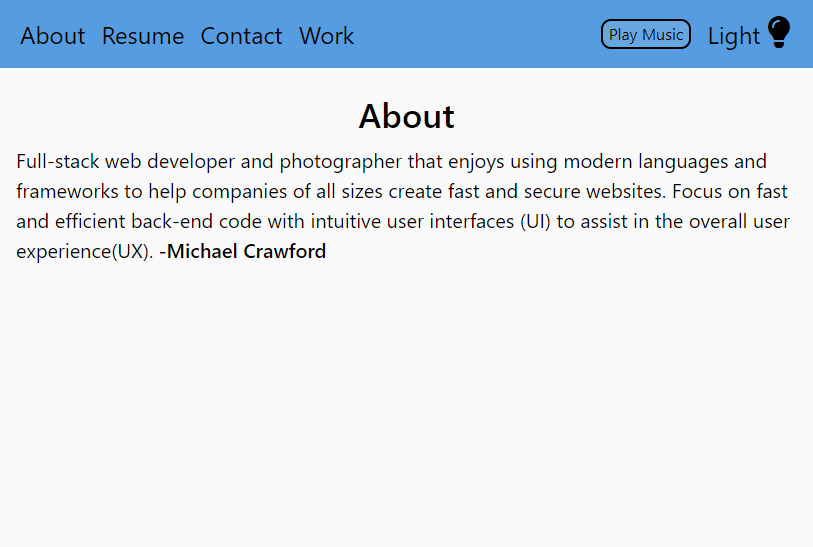 About Resume Contact Work Play Music Light
About
Full-stack web developer and photographer that enjoys using modern languages and
frameworks to help companies of all sizes create fast and secure websites. Focus on fast
and efficient back-end code with intuitive user interfaces (UI) to assist in the overall user
experience(UX). -Michael Crawford